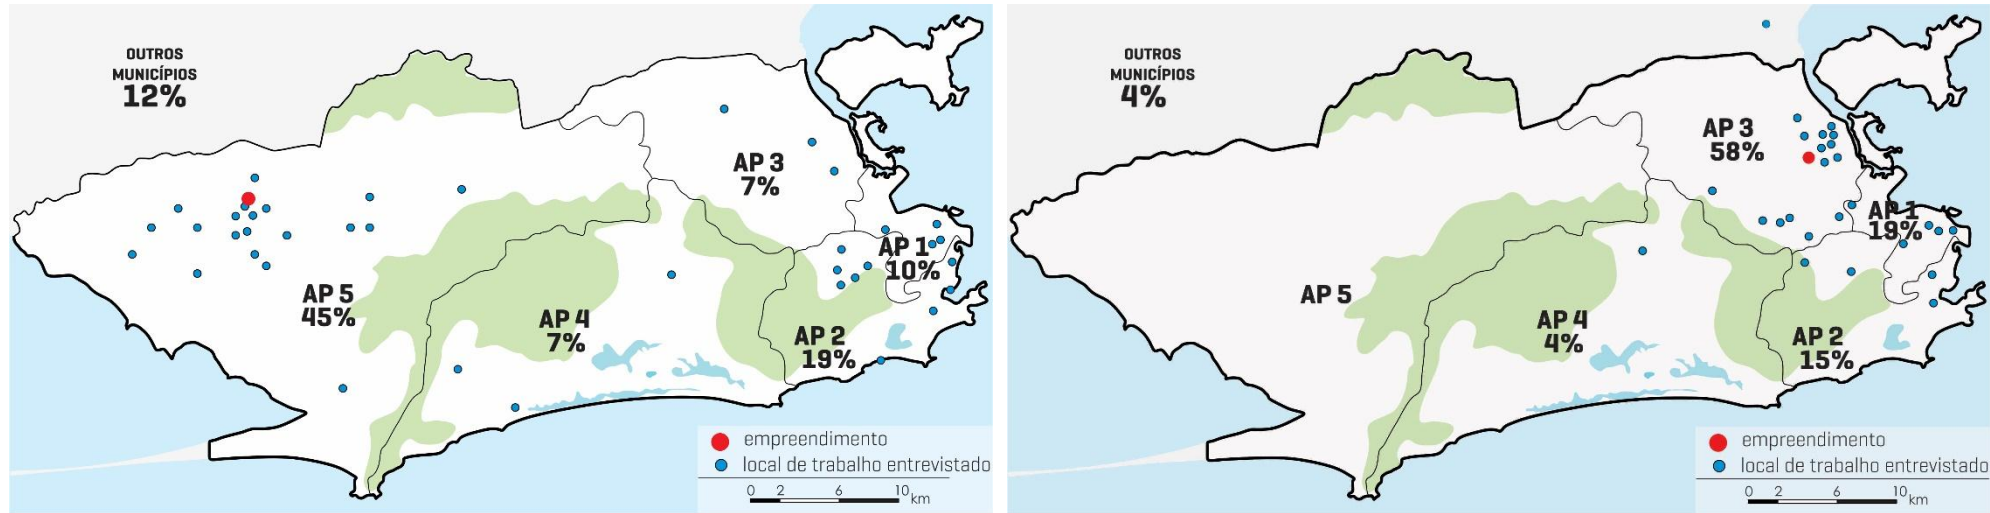 OUTROS
MUNICÍPIOS
12%
AP 3
7%
AP 1
10%
AP 5
45%
AP 4
7%
AP 2
19%
empreendimento
local de trabalho entrevistado
0 2 6 10 km
OUTROS
MUNICÍPIOS
4%
AP 3
58%
AP 1
19%
AP 5
AP 4
4%
AP 2
15%
empreendimento
local de trabalho entrevistado
0 2 6 10 km